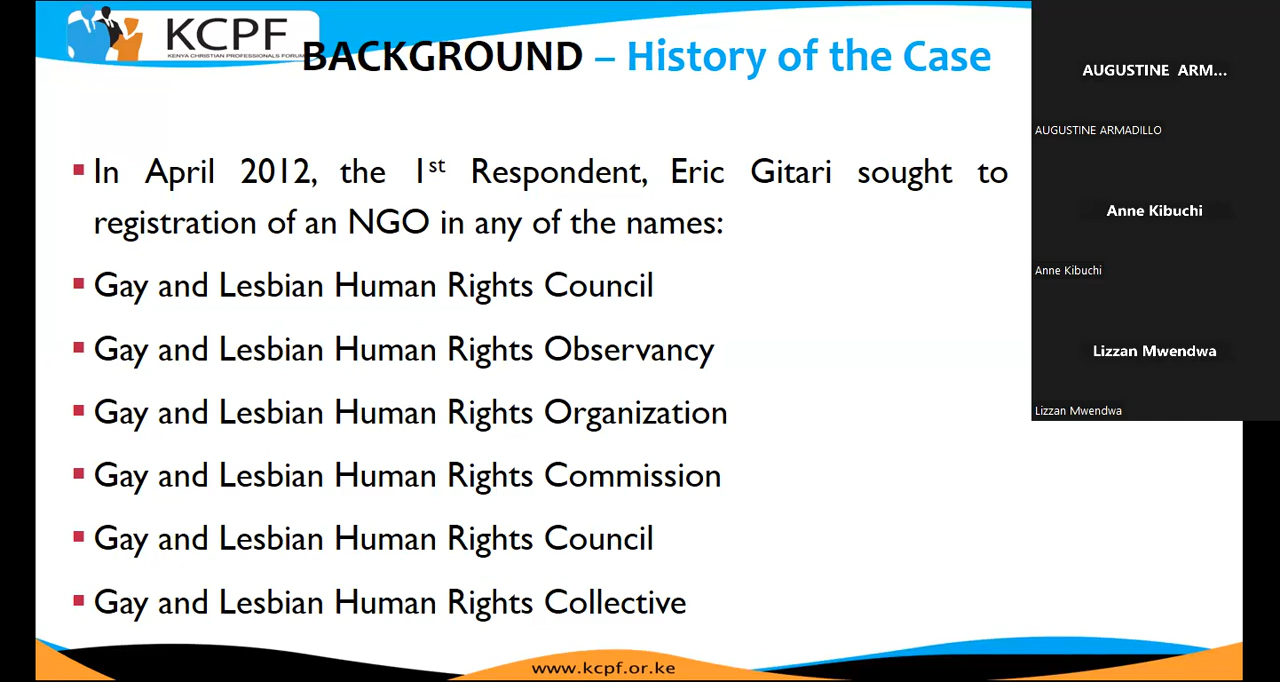 KCPF
KENYA CHRISTIAN PROFESSIONALS FORUM
BACKGROUND – History of the Case
In April 2012, the 1st Respondent, Eric Gitari sought to
registration of an NGO in any of the names:
Gay and Lesbian Human Rights Council
Gay and Lesbian Human Rights Observancy
Gay and Lesbian Human Rights Organization
Gay and Lesbian Human Rights Commission
Gay and Lesbian Human Rights Council
Gay and Lesbian Human Rights Collective
www.kcpf.or.ke
AUGUSTINE ARM...
AUGUSTINE ARMADILLO
Anne Kibuchi
Anne Kibuchi
Lizzan Mwendwa
Lizzan Mwendwa